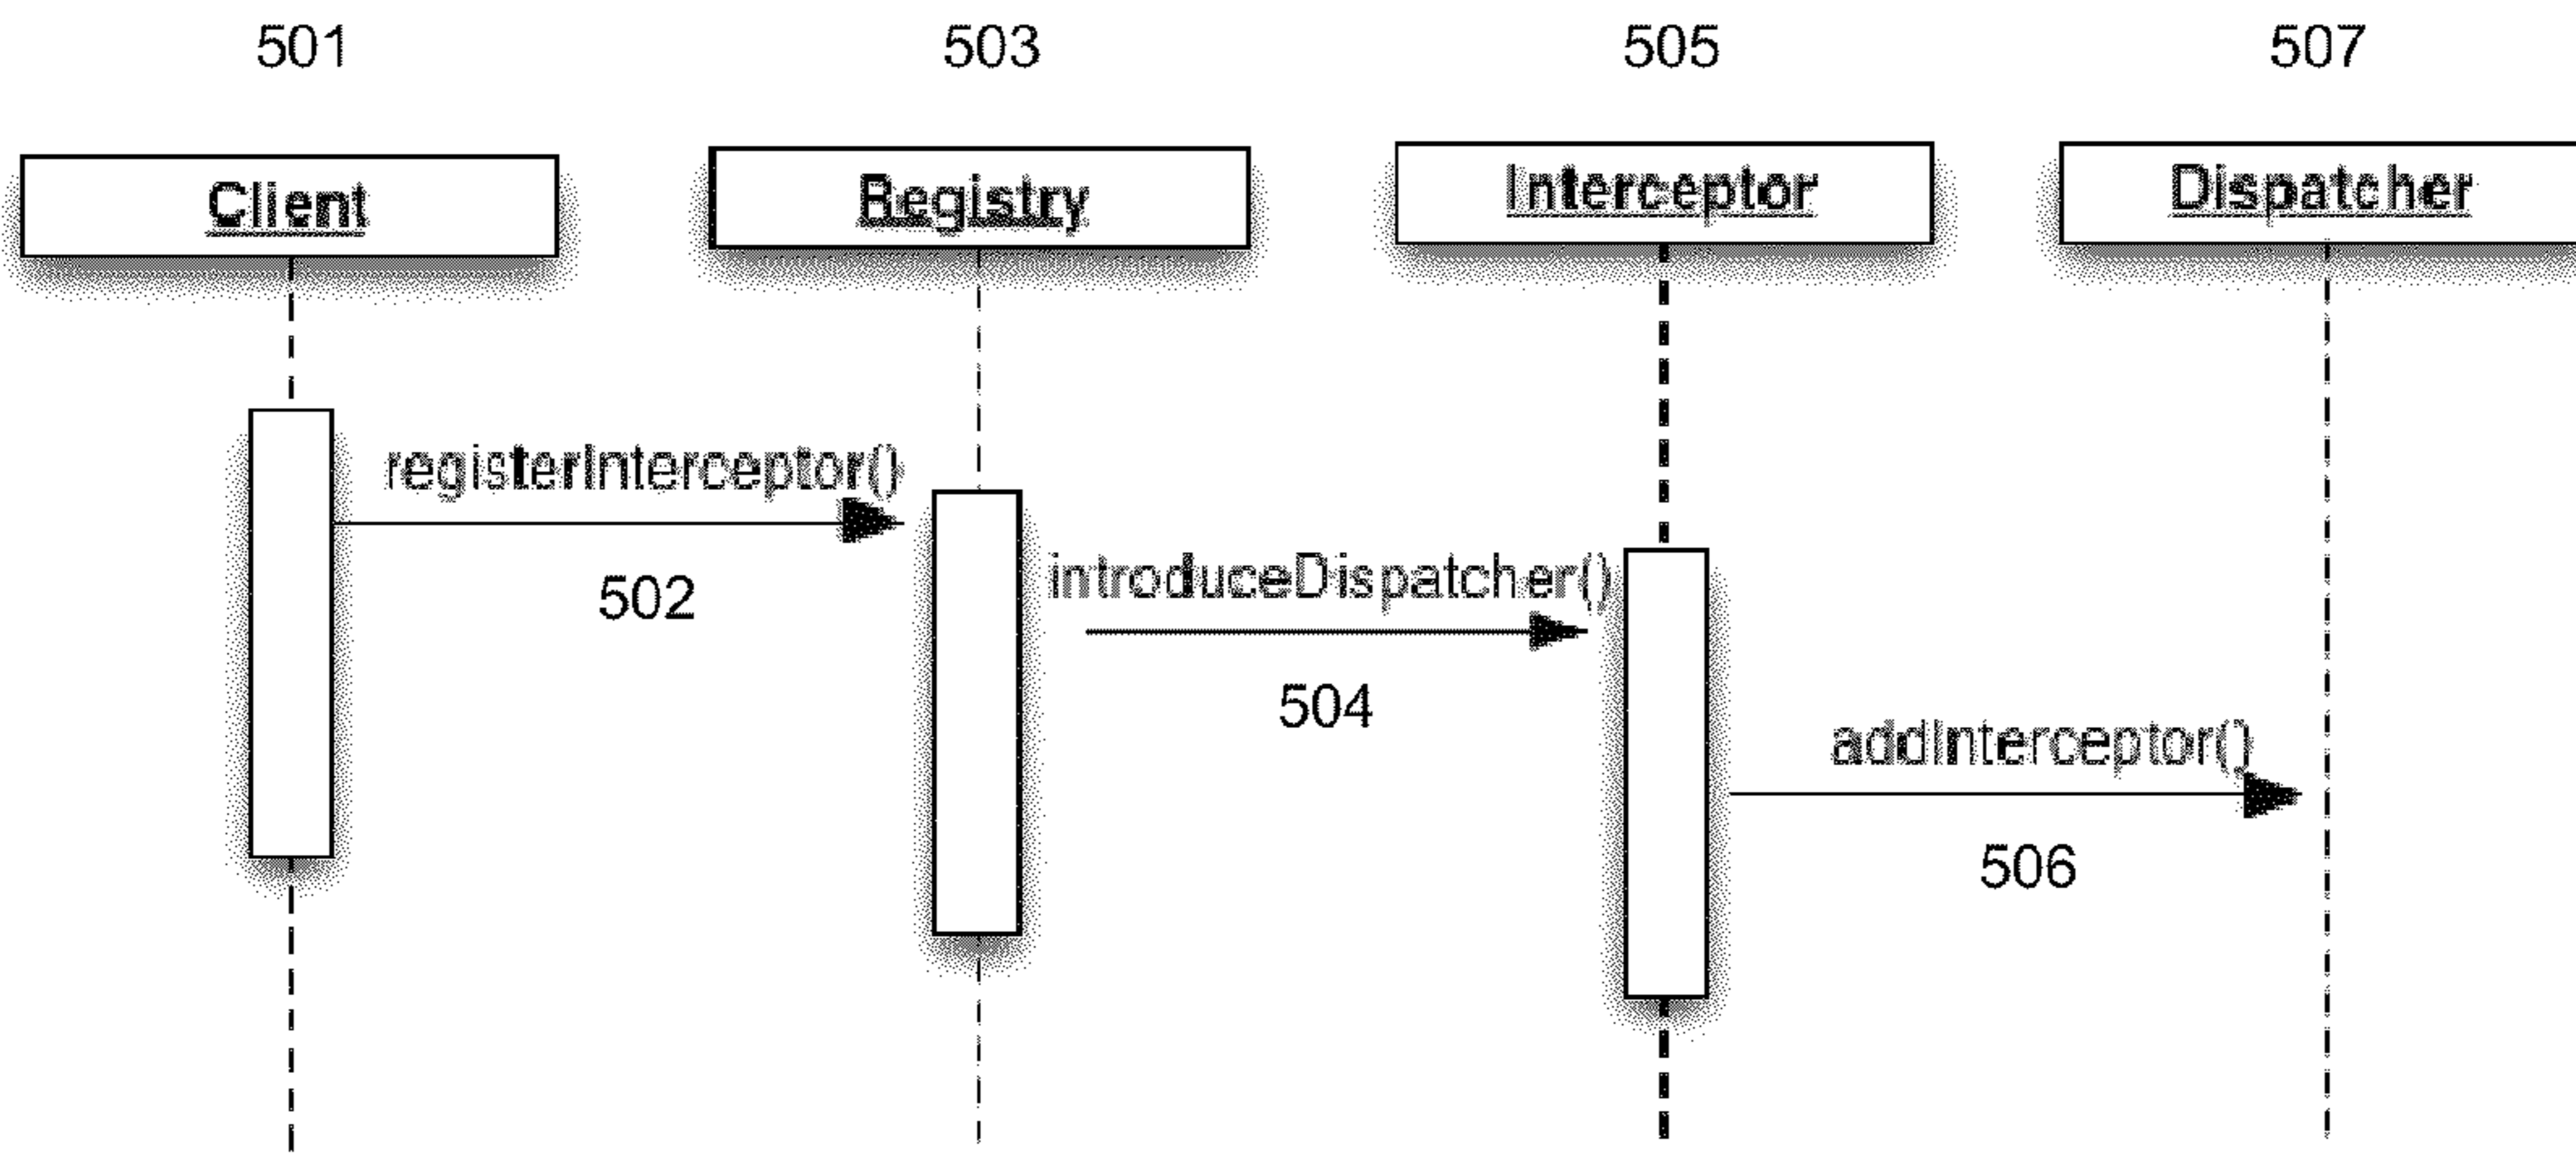 501 503 505 507
Client Registry Interceptor Dispatcher
registerInterceptor()
502
introduceDispatcher()
504
addInterceptor()
506